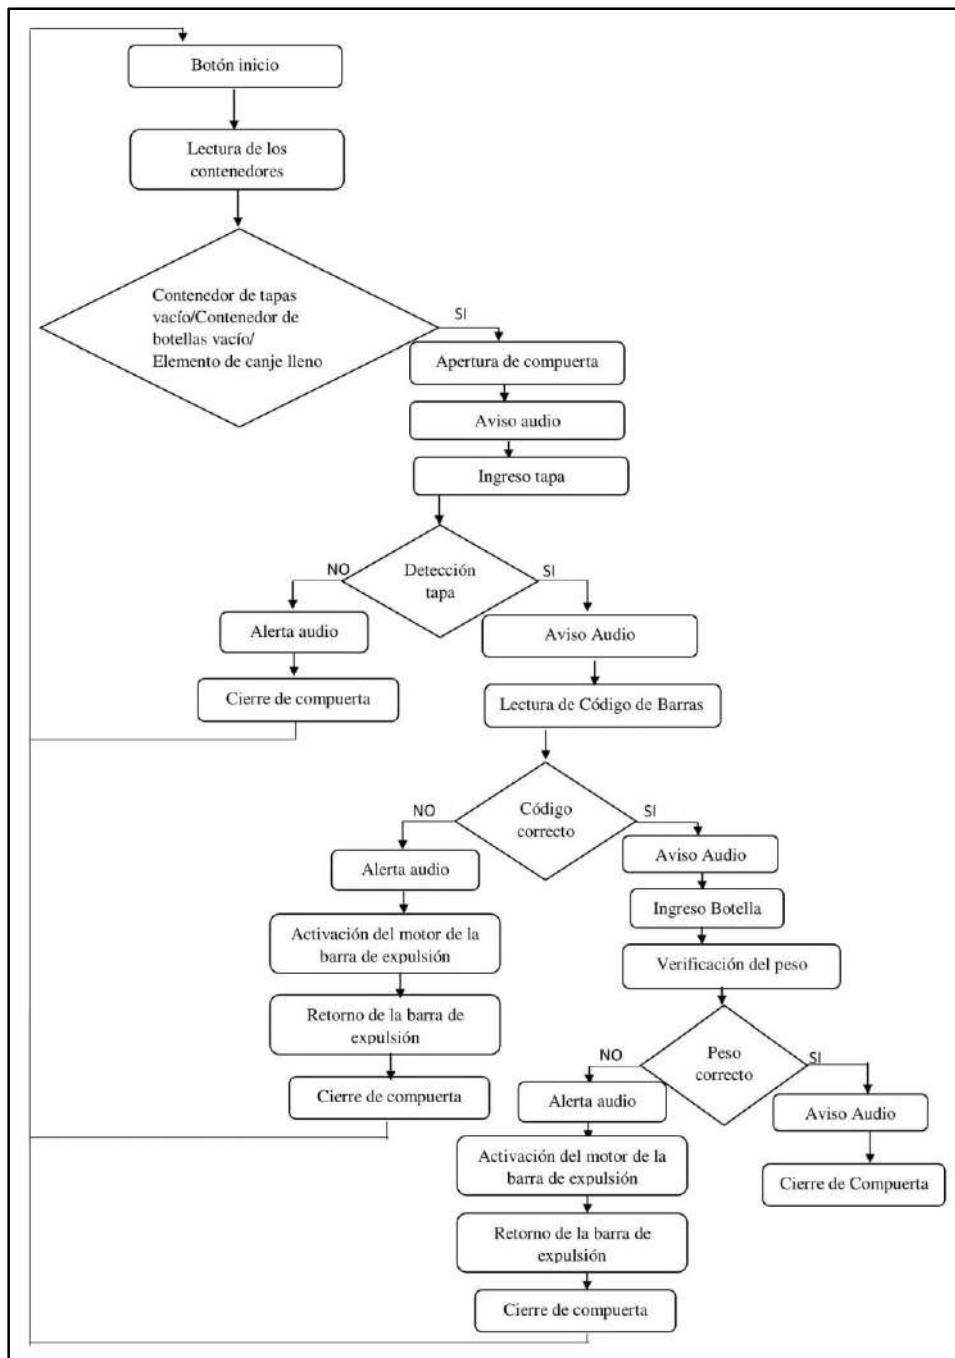 Botón inicio
Lectura de los
contenedores
Contenedor de tapas
vacío/Contenedor de
botellas vacío/
Elemento de canje lleno
SI
Apertura de compuerta
Aviso audio
Ingreso tapa
Detección
tapa
NO
SI
Alerta audio
Cierre de compuerta
Aviso Audio
Lectura de Código de Barras
Código
correcto
NO
SI
Alerta audio
Activación del motor de la
barra de expulsión
Retorno de la barra de
expulsión
Cierre de compuerta
Aviso Audio
Ingreso Botella
Verificación del peso
Peso
correcto
NO
SI
Alerta audio
Activación del motor de la
barra de expulsión
Retorno de la barra de
expulsión
Cierre de compuerta
Aviso Audio
Cierre de Compuerta